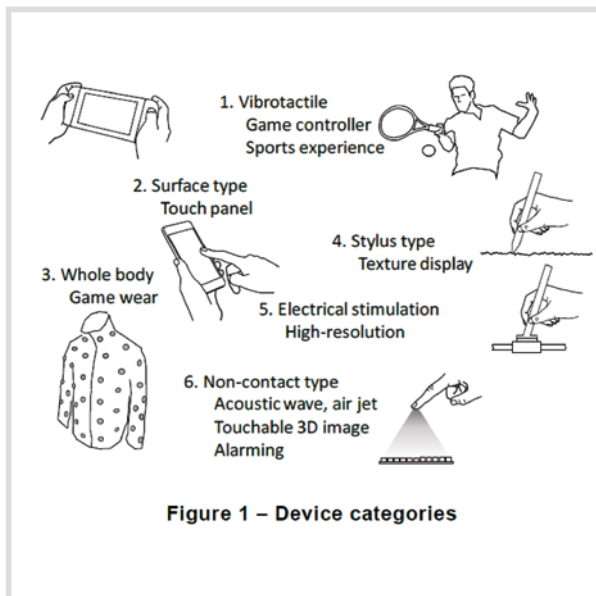 1. Vibrotactile
Game controller
Sports experience
2. Surface type
Touch panel
3. Whole body
Game wear
4. Stylus type
Texture display
5. Electrical stimulation
High-resolution
6. Non-contact type
Acoustic wave, air jet
Touchable 3D image
Alarming
Figure 1 – Device categories